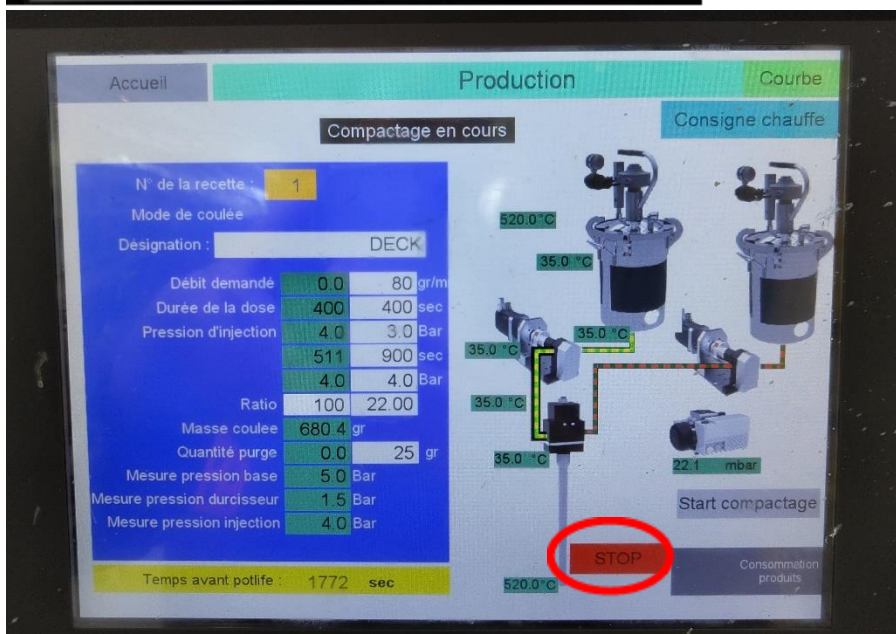 Accueil
Production
Courbe
Consigne chauffe
Compactage en cours
N° de la recette : 1
Mode de coulée
Désignation : DECK
Débit demandé 0.0 80 gr/m
Durée de la dose 400 400 sec
Pression d'injection 4.0 3.0 Bar
511 900 sec
4.0 4.0 Bar
Ratio 100 22.00
Masse coulee 680.4 gr
Quantité purge 0.0 25 gr
Mesure pression base 5.0 Bar
Mesure pression durcisseur 1.5 Bar
Mesure pression injection 4.0 Bar
Temps avant potlife : 1772 sec
520.0°C
35.0 °C
35.0 °C
35.0 °C
35.0 °C
35.0 °C
22.1 mbar
Start compactage
STOP
520.0°C
Consommation
produits